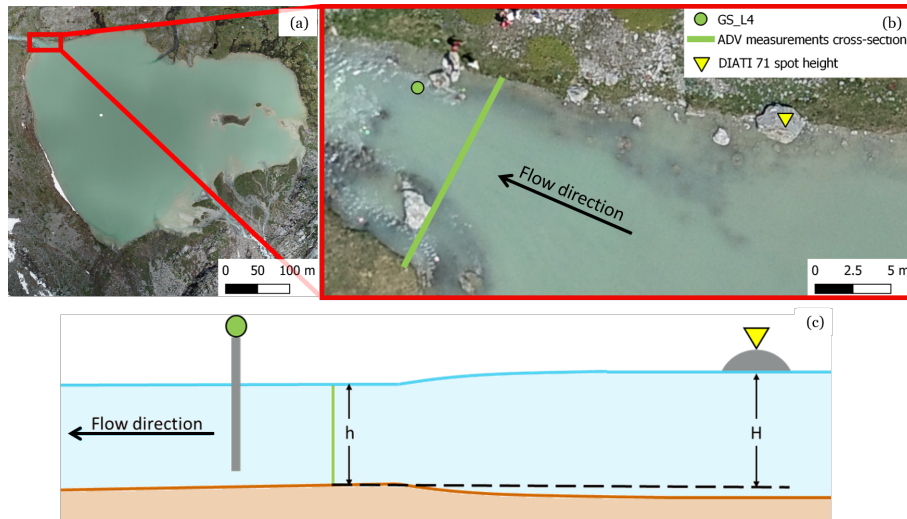 (a)
0 50 100 m
(b)
GS_L4
ADV measurements cross-section
DIATI 71 spot height
Flow direction
0 2.5 5 m
(c)
Flow direction
h
H